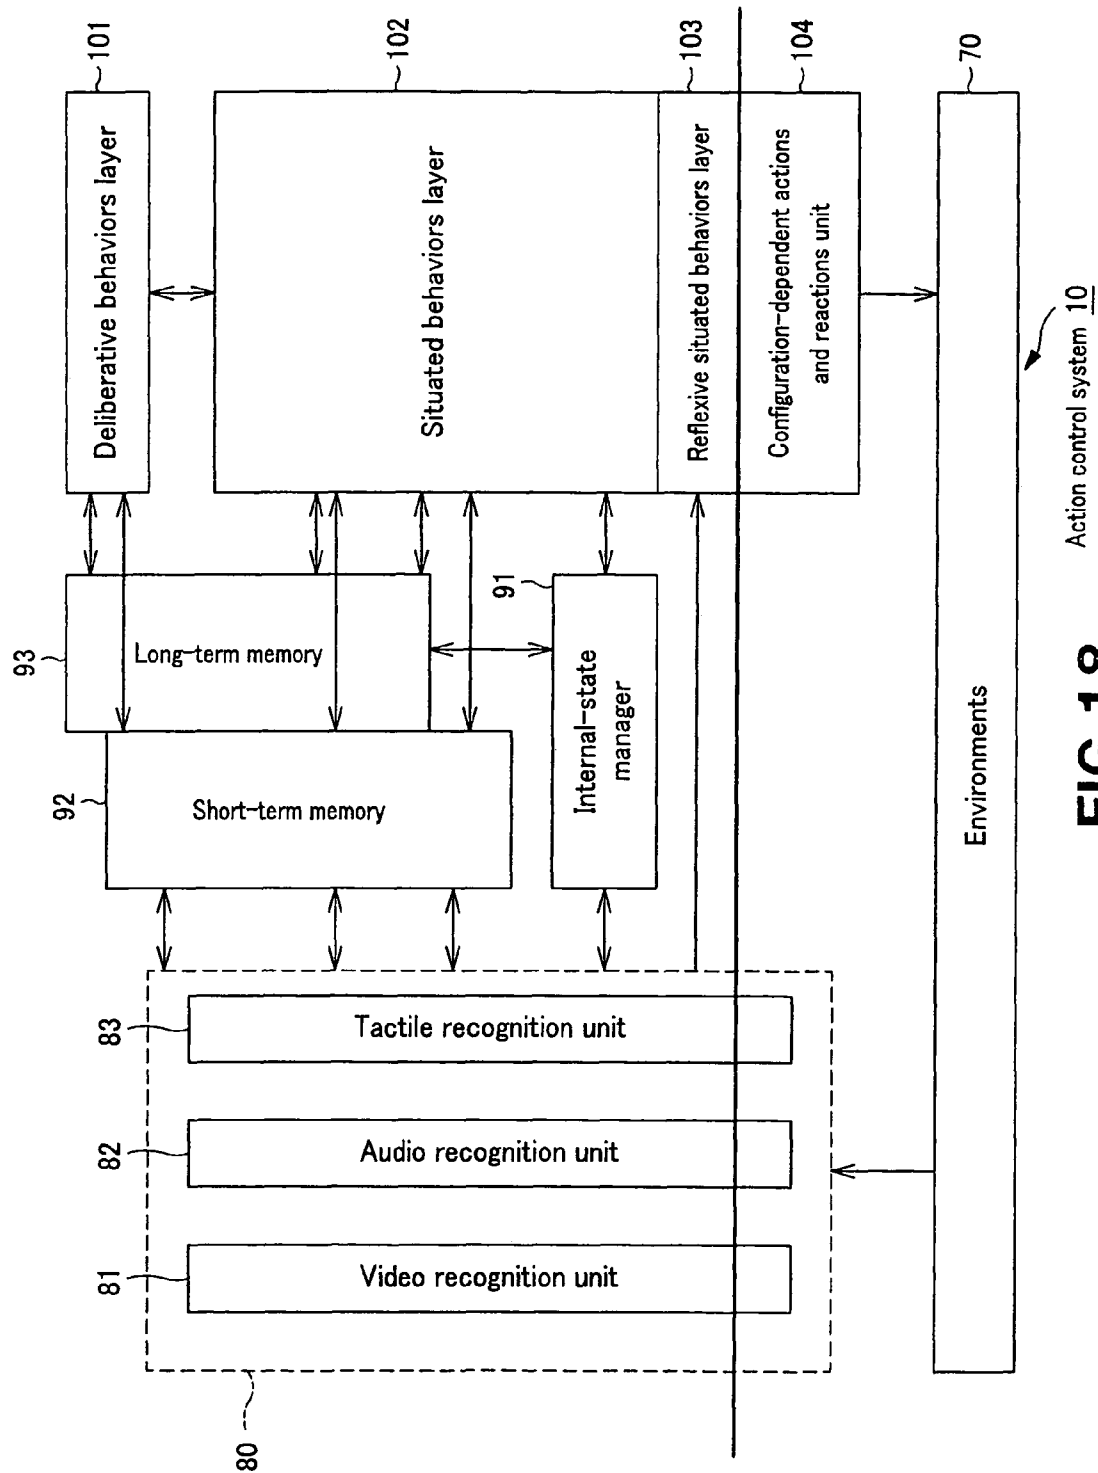 101
Deliberative behaviors layer
102
Situated behaviors layer
103
Reflexive situated behaviors layer
104
Configuration-dependent actions
and reactions unit
70
93
Long-term memory
92
Short-term memory
91
Internal-state
manager
83
Tactile recognition unit
82
Audio recognition unit
81
Video recognition unit
80
Environments
Action control system 10
FIG.18